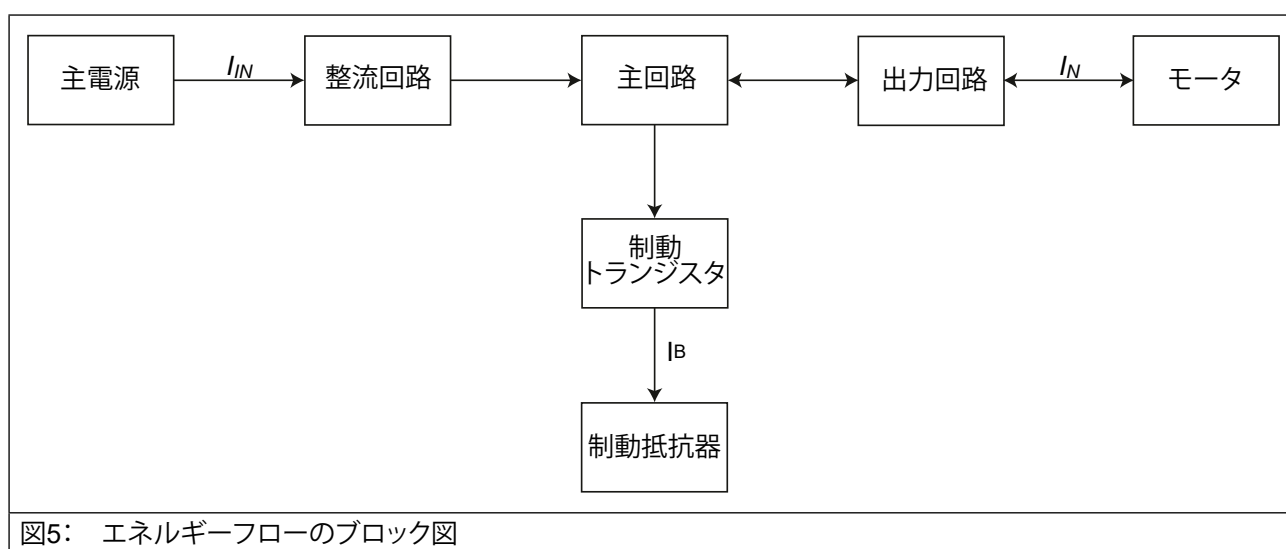 主電源
I_IN
整流回路
主回路
出力回路
I_N
モータ
制動
トランジスタ
IB
制動抵抗器
図5： エネルギーフローのブロック図